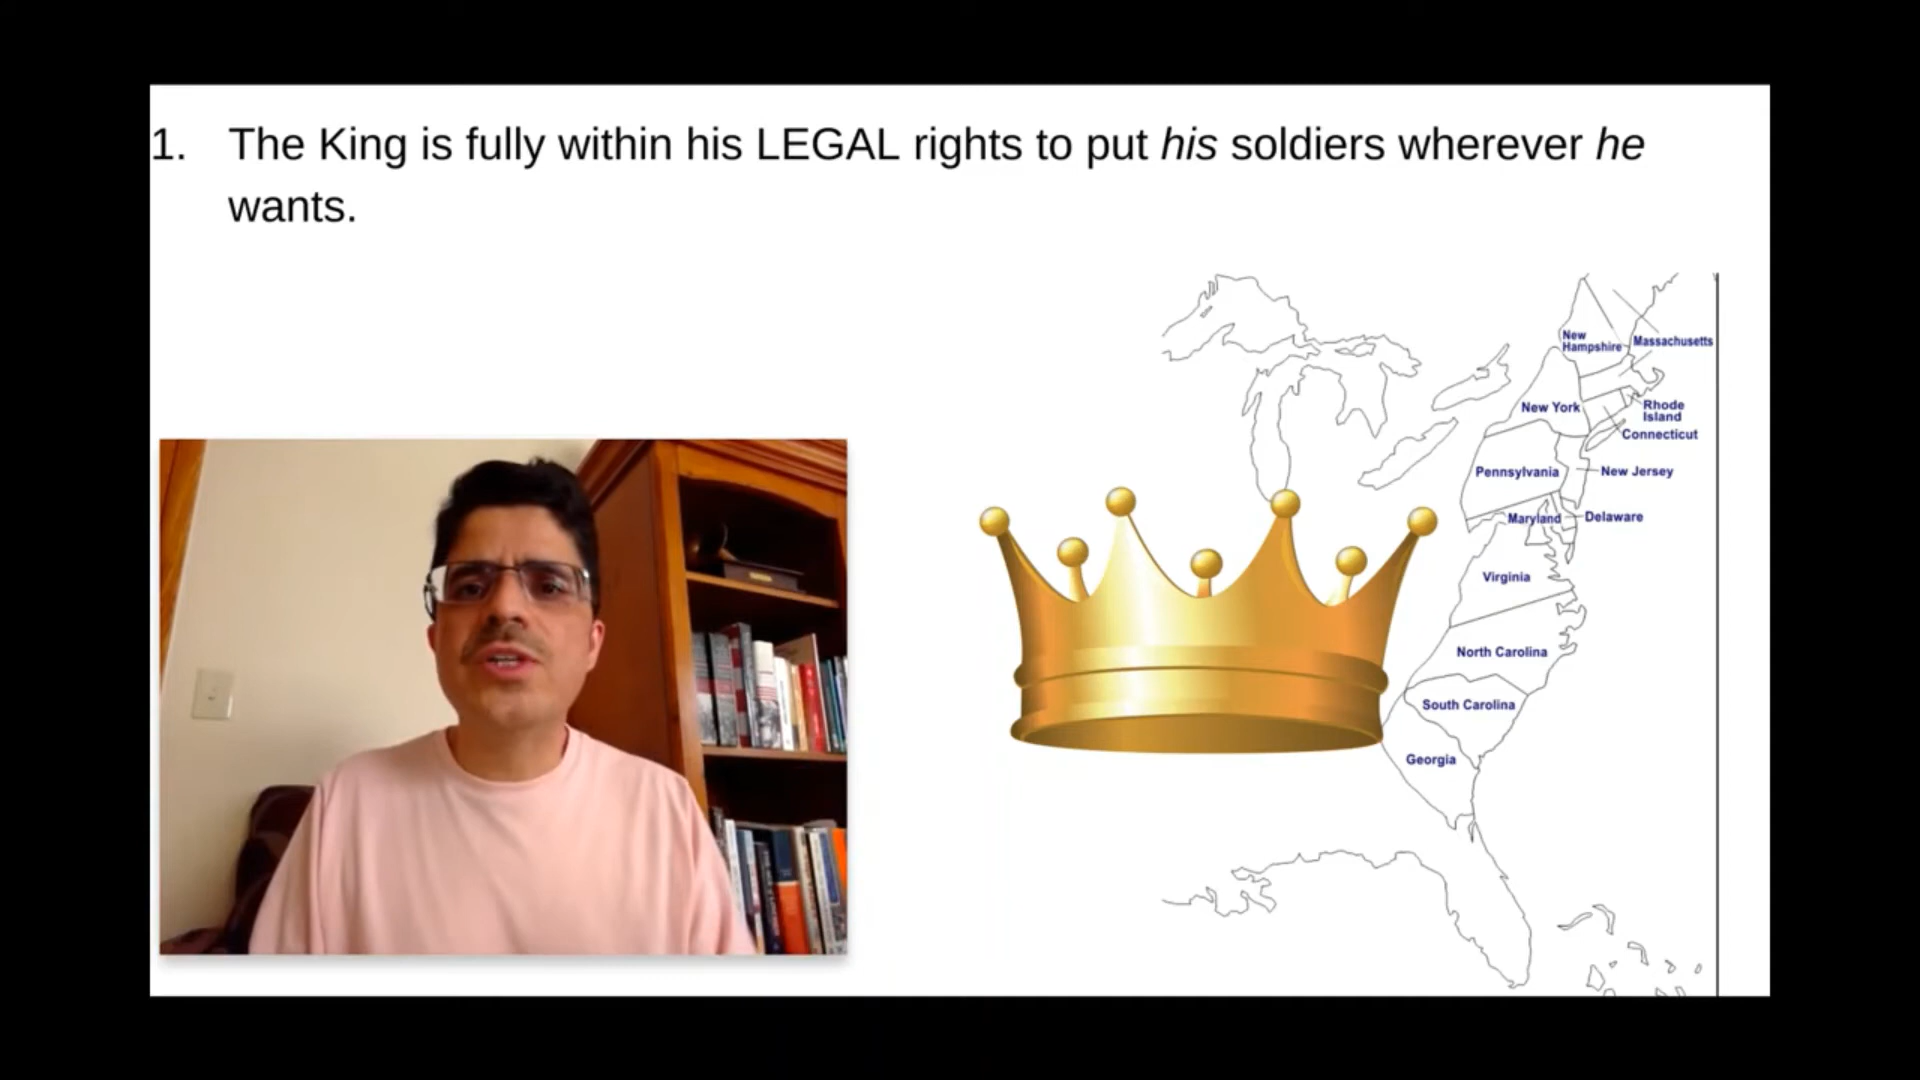 1. The King is fully within his LEGAL rights to put his soldiers wherever he
wants.
New
Hampshire
Massachusetts
New York
Rhode
Island
Connecticut
Pennsylvania
New Jersey
Maryland
Delaware
Virginia
North Carolina
South Carolina
Georgia